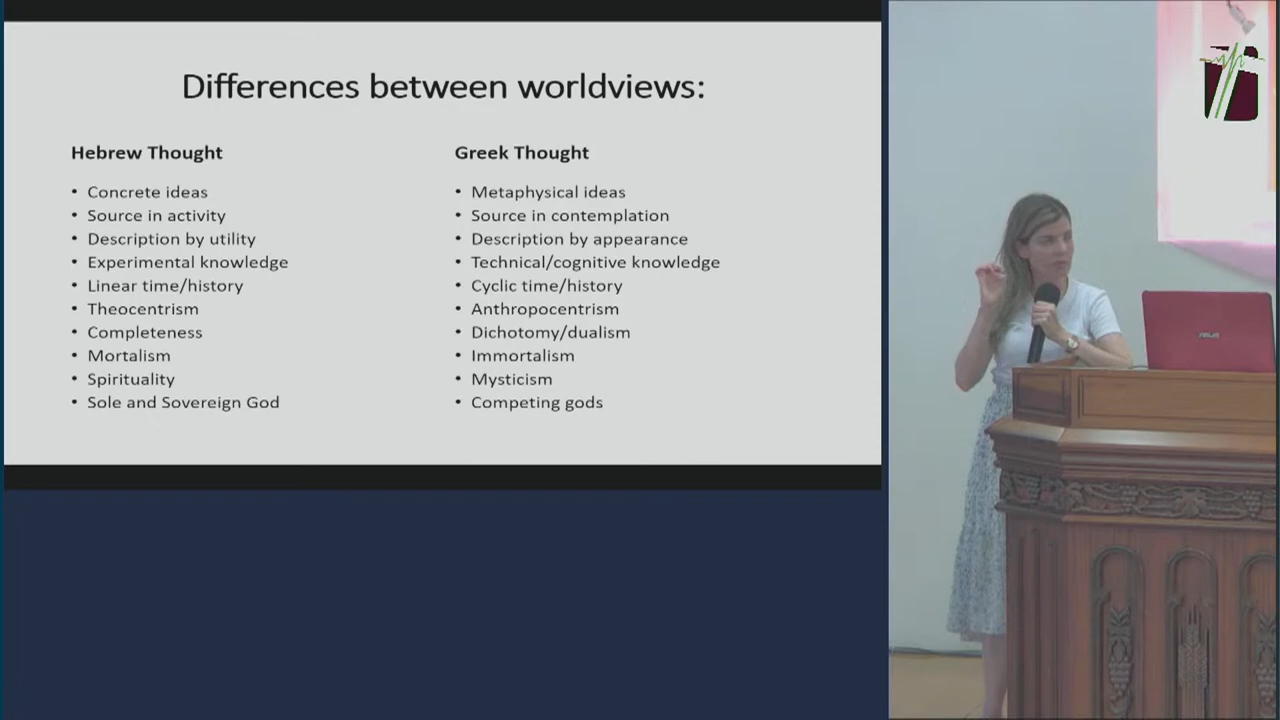 Differences between worldviews:
Hebrew Thought
• Concrete ideas
• Source in activity
• Description by utility
• Experimental knowledge
• Linear time/history
• Theocentrism
• Completeness
• Mortalism
• Spirituality
• Sole and Sovereign God
Greek Thought
• Metaphysical ideas
• Source in contemplation
• Description by appearance
• Technical/cognitive knowledge
• Cyclic time/history
• Anthropocentrism
• Dichotomy/dualism
• Immortalism
• Mysticism
• Competing gods
ASUS